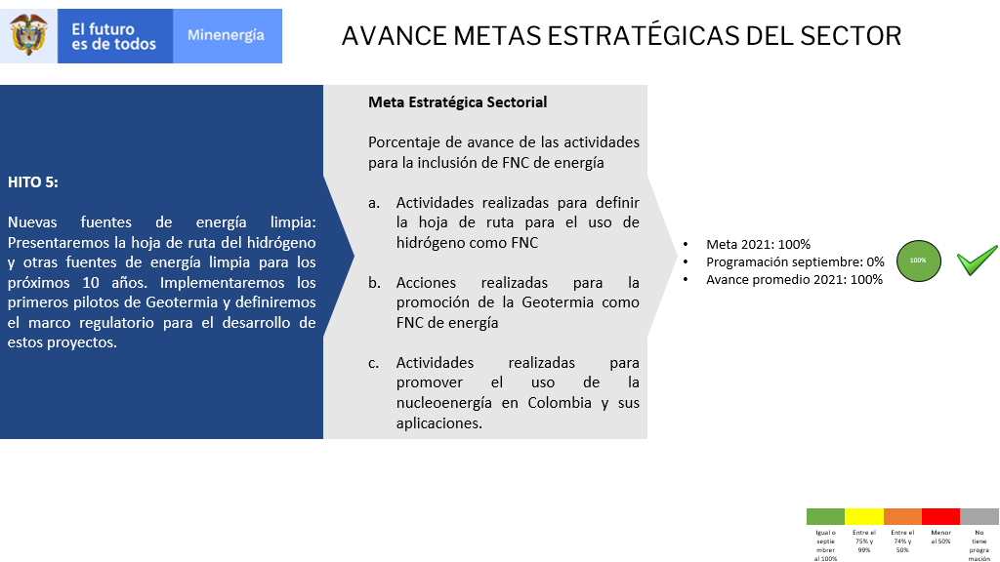 El futuro
es de todos
Minenergía
AVANCE METAS ESTRATÉGICAS DEL SECTOR
HITO 5:
Nuevas fuentes de energía limpia:
Presentaremos la hoja de ruta del hidrógeno
y otras fuentes de energía limpia para los
próximos 10 años. Implementaremos los
primeros pilotos de Geotermia y definiremos
el marco regulatorio para el desarrollo de
estos proyectos.
Meta Estratégica Sectorial
Porcentaje de avance de las actividades
para la inclusión de FNC de energía
a. Actividades realizadas para definir
la hoja de ruta para el uso de
hidrógeno como FNC
b. Acciones realizadas para la
promoción de la Geotermia como
FNC de energía
c. Actividades realizadas para
promover el uso de la
nucleoenergía en Colombia y sus
aplicaciones.
• Meta 2021: 100%
• Programación septiembre: 0%
• Avance promedio 2021: 100%
100%
Igual o
septie
mbrer
al 100%
Entre el
75% y
99%
Entre el
74% y
50%
Menor
al 50%
No
tiene
progra
mación